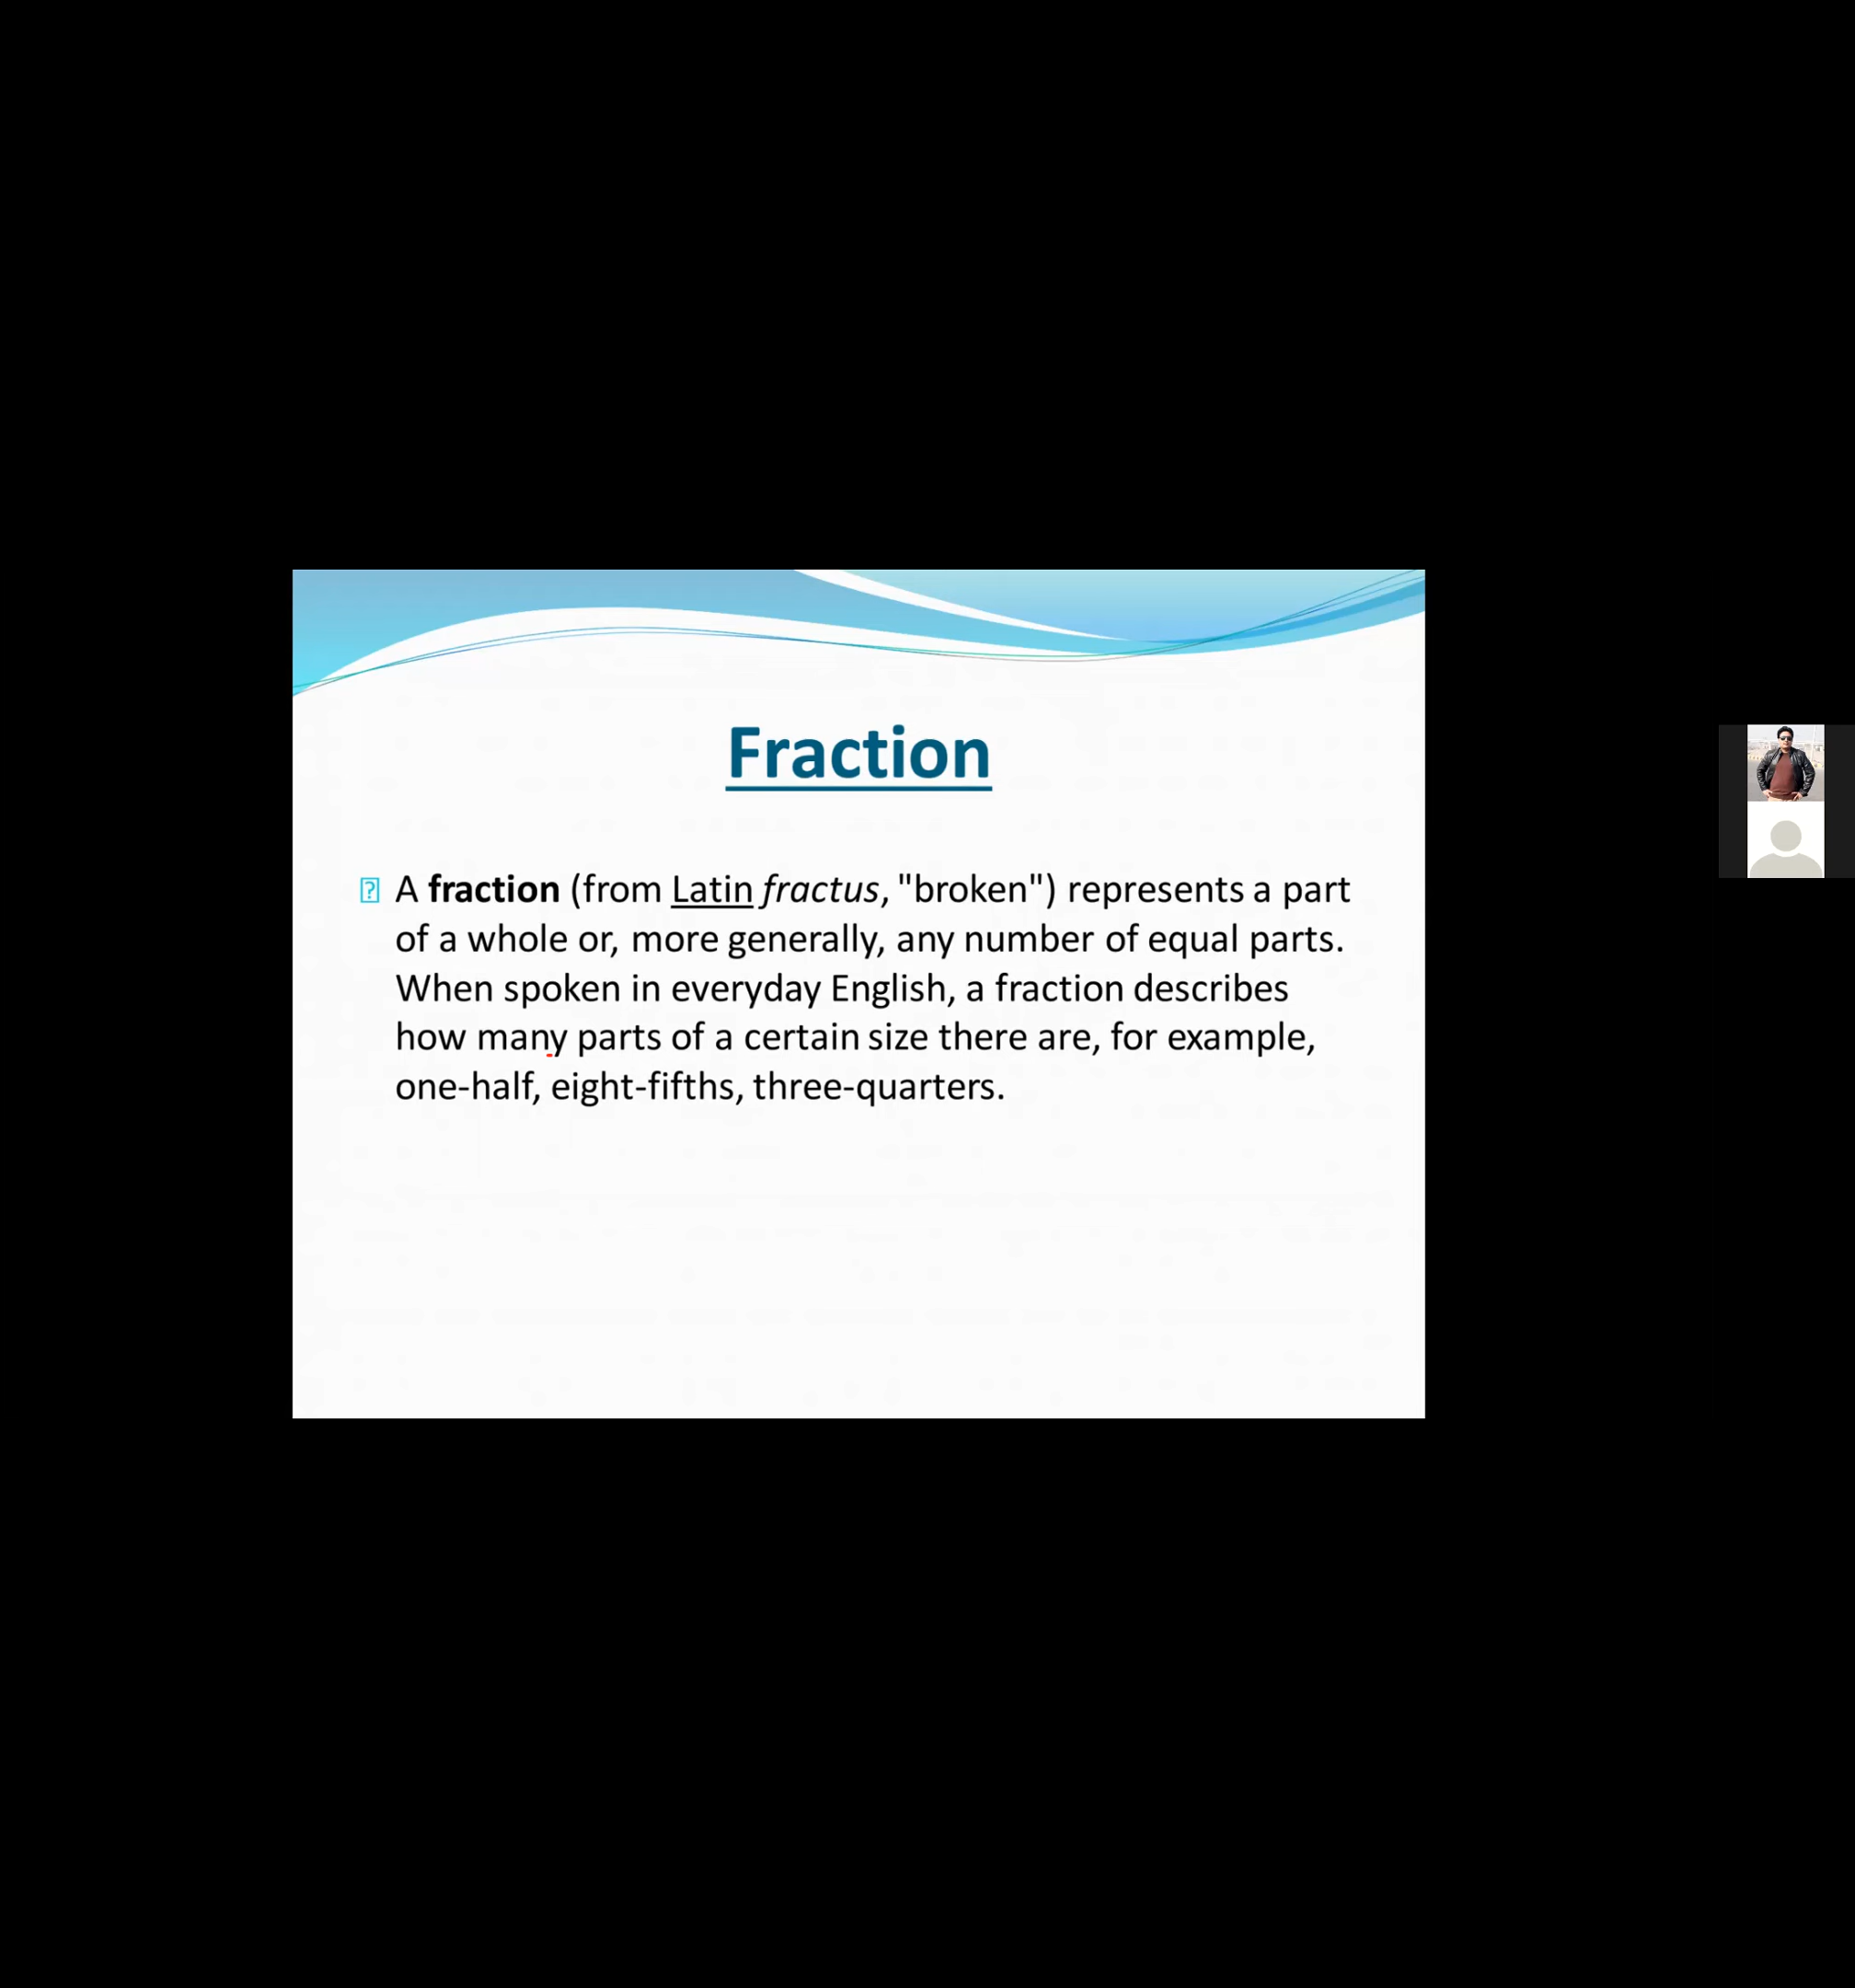 Fraction
A fraction (from Latin fractus, "broken") represents a part
of a whole or, more generally, any number of equal parts.
When spoken in everyday English, a fraction describes
how many parts of a certain size there are, for example,
one-half, eight-fifths, three-quarters.